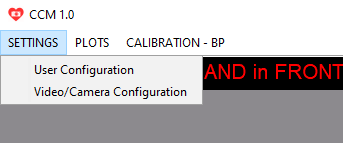 CCM 1.0
SETTINGS PLOTS CALIBRATION - BP
User Configuration
AND in FRONT
Video/Camera Configuration